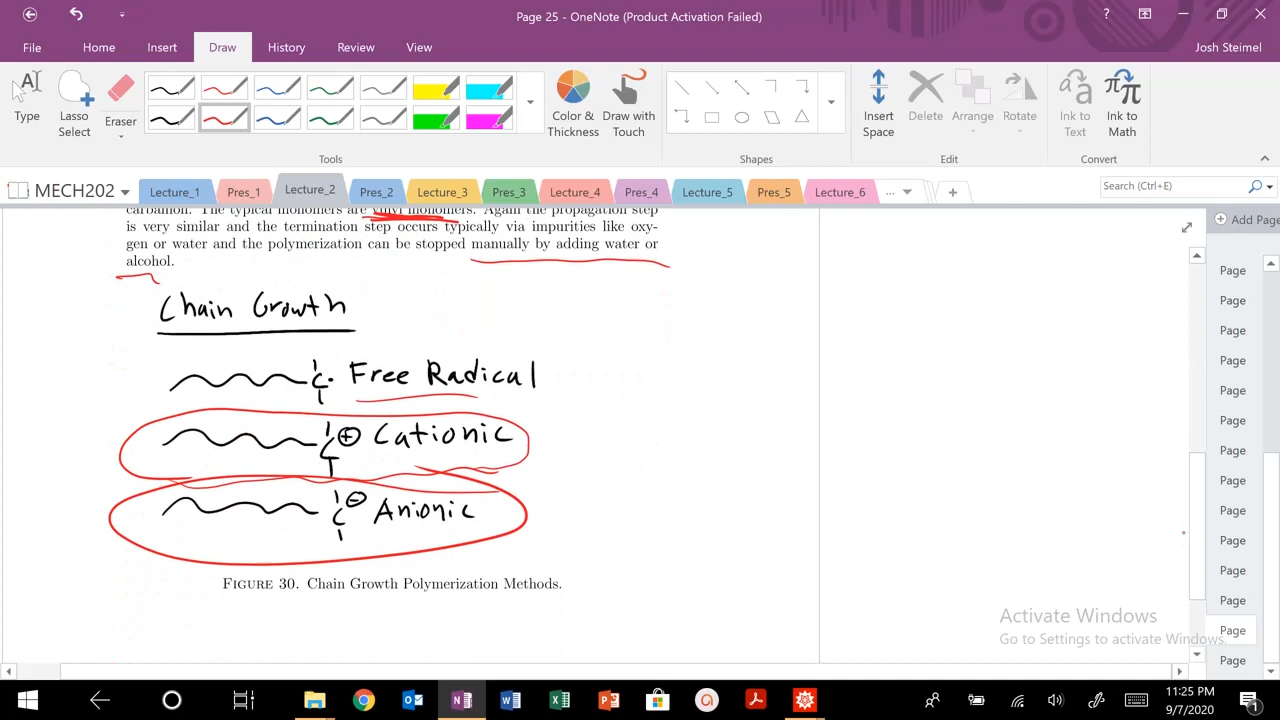 Page 25 - OneNote (Product Activation Failed)
?
File Home Insert Draw History Review View Josh Steimel
Type
Lasso Select
Eraser
Color & Thickness
Draw with Touch
Insert Space
Delete
Arrange
Rotate
Ink to Text
Ink to Math
Tools Shapes Edit Convert
MECH202 Lecture_1 Pres_1 Lecture_2 Pres_2 Lecture_3 Pres_3 Lecture_4 Pres_4 Lecture_5 Pres_5 Lecture_6 ... Search (Ctrl+E)
carbanion. The typical monomers are vinyl monomers. Again the propagation step
is very similar and the termination step occurs typically via impurities like oxy-
gen or water and the polymerization can be stopped manually by adding water or
alcohol.
Chain Growth
C· Free Radical
C⊕ Cationic
C⊖ Anionic
FIGURE 30. Chain Growth Polymerization Methods.
Add Page
Page
Page
Page
Page
Page
Page
Page
Page
Page
Page
Page
Page
Page
Page
Activate Windows
Go to Settings to activate Windows.
11:25 PM
9/7/2020
1